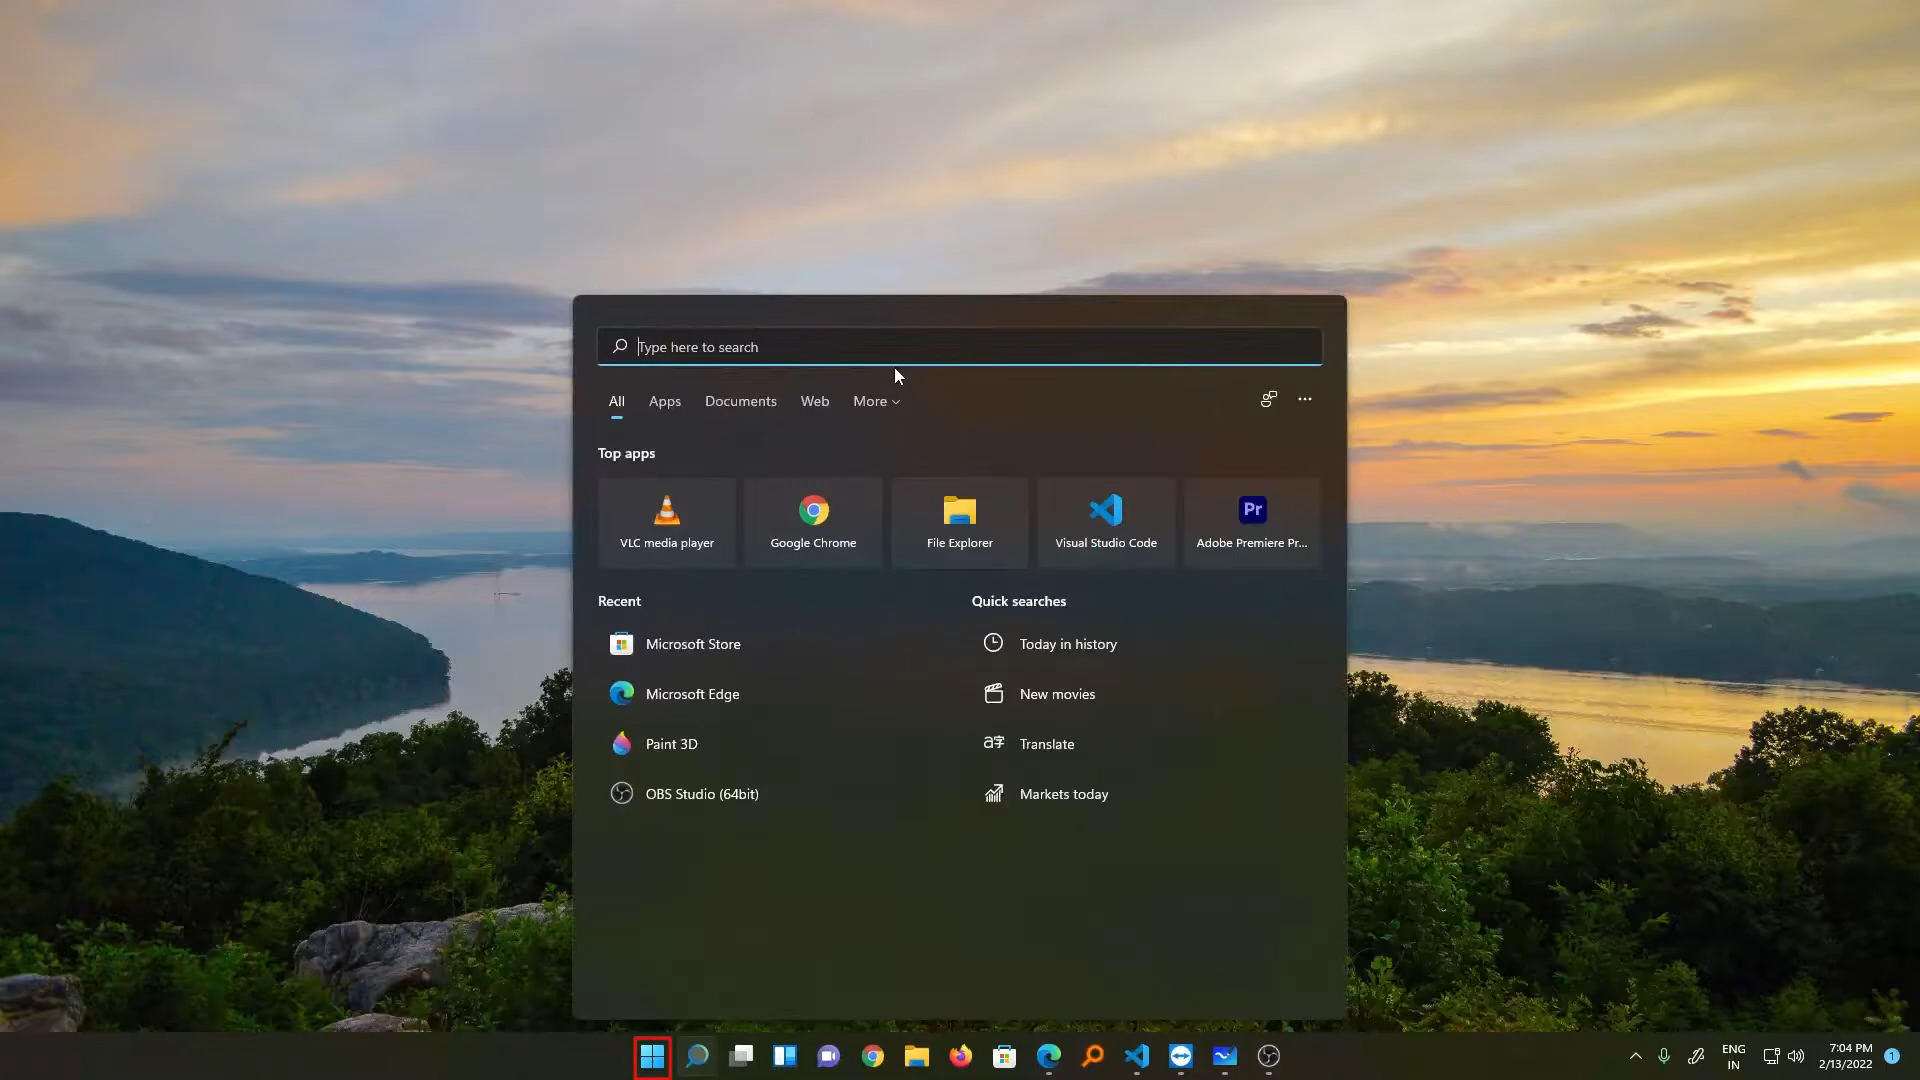 Type here to search
All Apps Documents Web More
Top apps
VLC media player Google Chrome File Explorer Visual Studio Code Adobe Premiere Pr...
Pr
Recent
Microsoft Store
Microsoft Edge
Paint 3D
OBS Studio (64bit)
Quick searches
Today in history
New movies
Translate
Markets today
ENG
IN
7:04 PM
2/13/2022
1